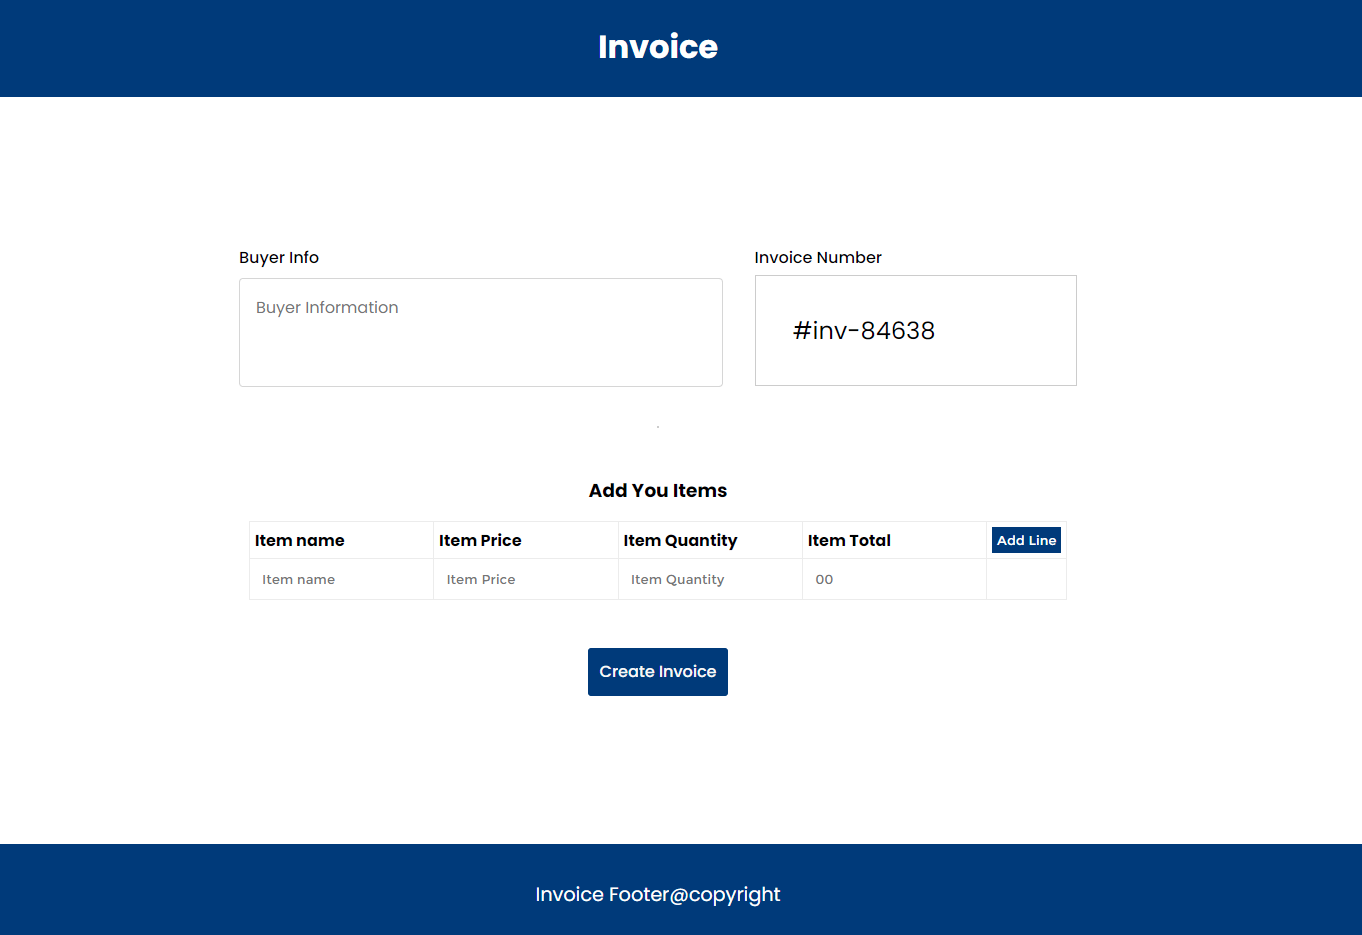 Invoice
Buyer Info
Invoice Number
Buyer Information
#inv-84638
Add You Items
Item name Item Price Item Quantity Item Total Add Line
Item name Item Price Item Quantity 00
Create Invoice
Invoice Footer@copyright